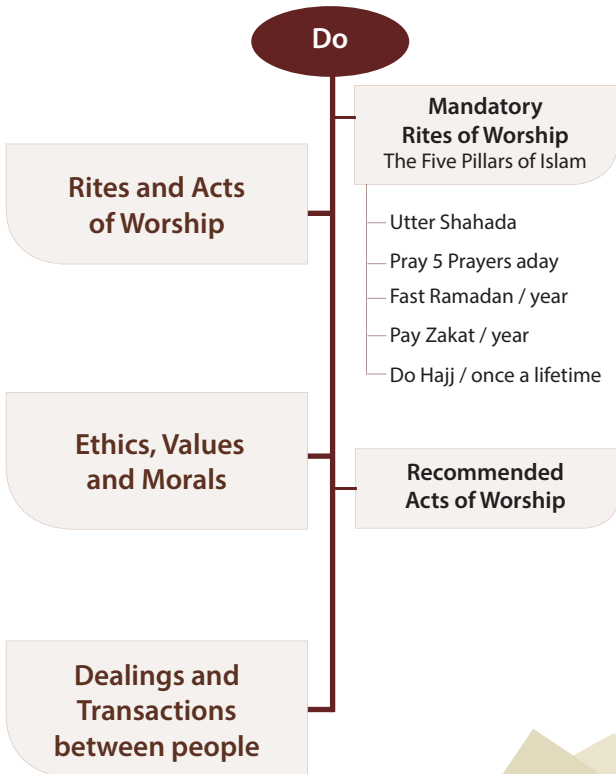 Do
Rites and Acts
of Worship
Mandatory
Rites of Worship
The Five Pillars of Islam
Utter Shahada
Pray 5 Prayers aday
Fast Ramadan / year
Pay Zakat / year
Do Hajj / once a lifetime
Ethics, Values
and Morals
Recommended
Acts of Worship
Dealings and
Transactions
between people